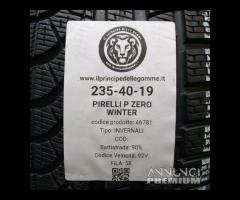 www.ilprincipedellegomme.it
235-40-19
PIRELLI P ZERO
WINTER
codice prodotto: 46781
Tipo: INVERNALI
COD:
Battistrada: 90%
Codice Velocità: 92V
FILA: 58
ANNUNCI
PREMIUM